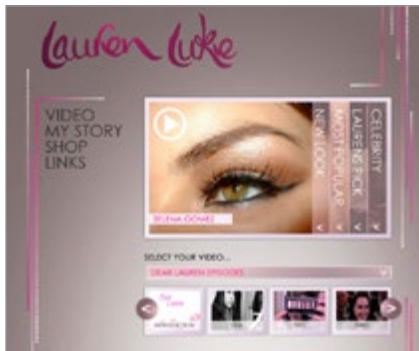 Lauren Luke
VIDEO
MY STORY
SHOP
LINKS
SELENA GOMEZ
NEW LOOK
MOST POPULAR
LAURENS PICK
CELEBRITY
SELECT YOUR VIDEO...
DEAR LAUREN EPISODES